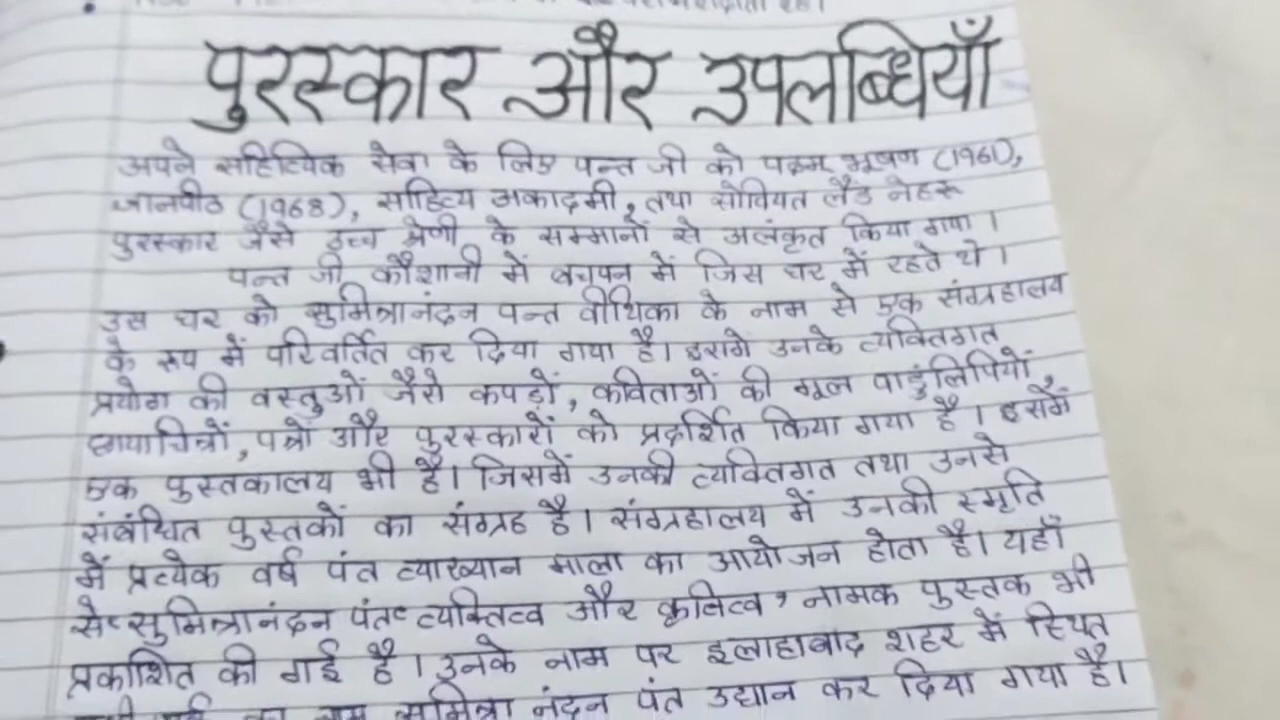 पुरस्कार और उपलब्धियाँ
अपने सहित्यिक सेवा के लिए पन्त जी को पद्म भूषण (1961),
ज्ञानपीठ (1968), साहित्य अकादमी, तथा सोवियत लैंड नेहरू
पुरस्कार जैसे उच्च श्रेणी के सम्मानों से अलंकृत किया गया।
पन्त जी कौशानी में बचपन में जिस घर में रहते थे।
उस घर को सुमित्रानंदन पन्त वीथिका के नाम से एक संग्रहालय
के रूप में परिवर्तित कर दिया गया है। इसमे उनके व्यक्तिगत
प्रयोग की वस्तुओं जैसे कपड़ों, कविताओं की मूल पांडुलिपियों,
छायाचित्रों, पत्रों और पुरस्कारों को प्रदर्शित किया गया है। इसमें
एक पुस्तकालय भी है। जिसमें उनकी व्यक्तिगत तथा उनसे
संबंधित पुस्तकों का संग्रह है। संग्रहालय में उनकी स्मृति
में प्रत्येक वर्ष पंत व्याख्यान माला का आयोजन होता है। यहाँ
से "सुमित्रानंदन पंत" व्यक्तित्व और कृतित्व, नामक पुस्तक भी
प्रकाशित की गई है। उनके नाम पर इलाहाबाद शहर में स्थित
का नाम सुमित्रा नंदन पंत उद्यान कर दिया गया है।